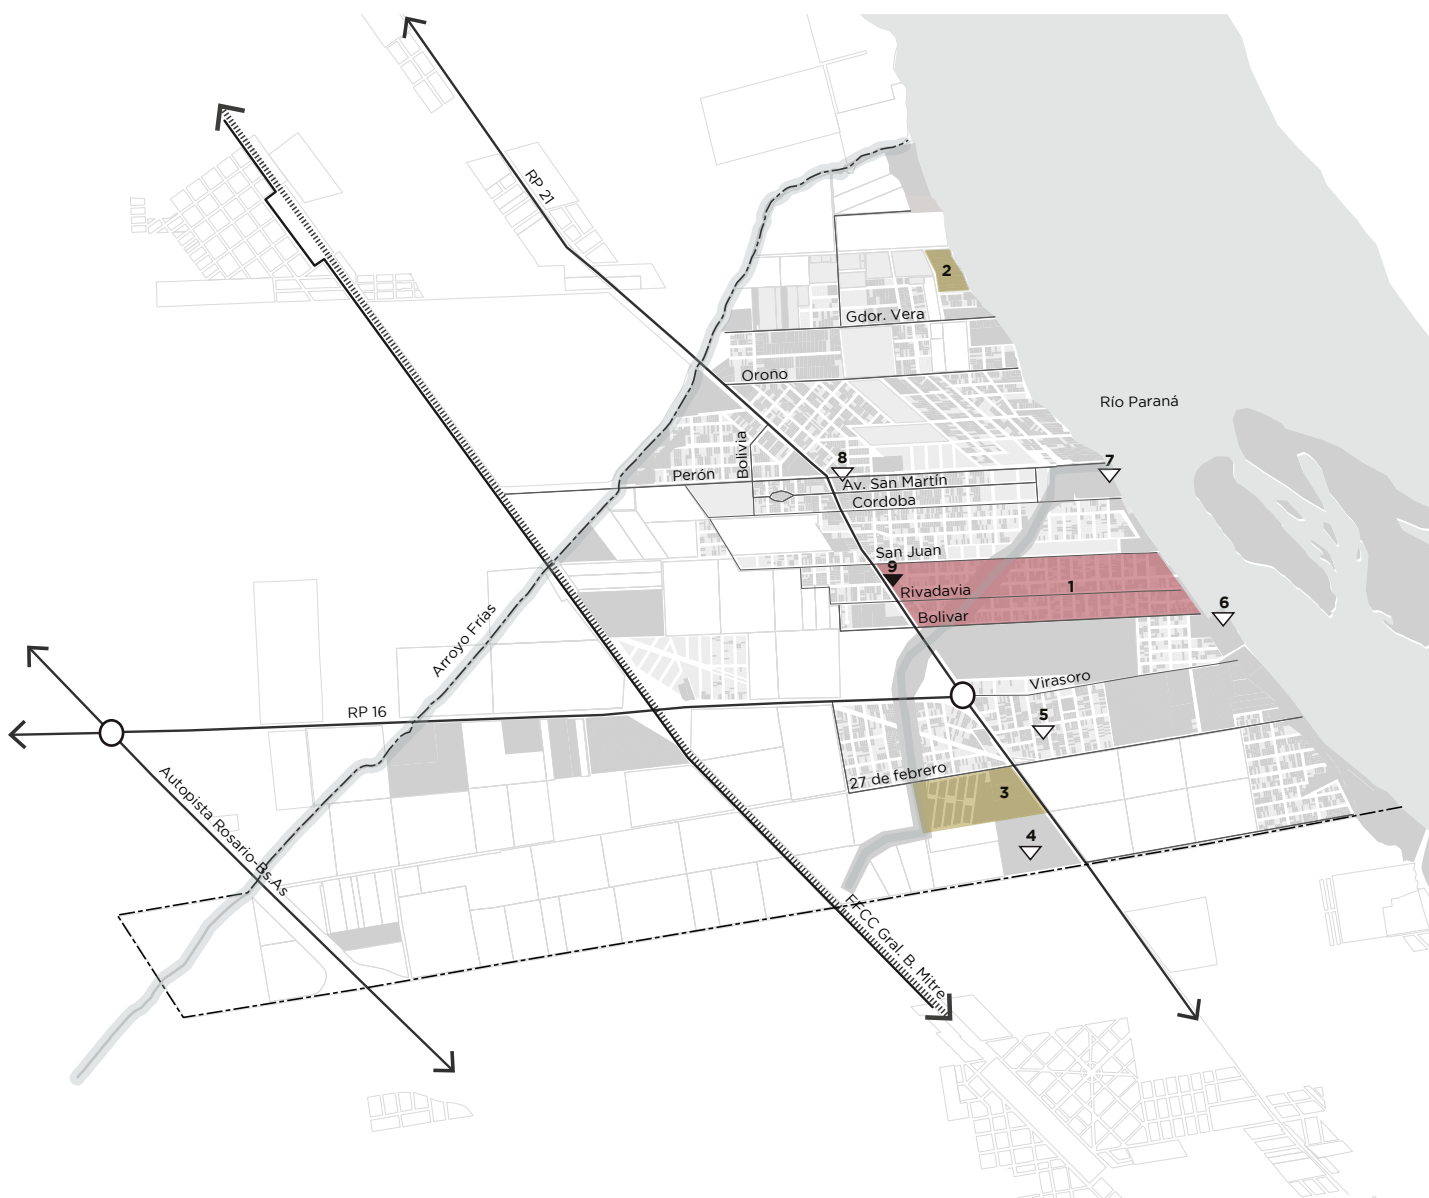 RP 21
2
Gdor. Vera
Oroño
Río Paraná
Bolivia
8
7
Perón
Av. San Martín
Cordoba
San Juan
9
1
Rivadavia
6
Bolivar
Arroyo Frías
Virasoro
RP 16
5
27 de febrero
3
Autopista Rosario-Bs.As
4
FFCC Gral. B. Mitre